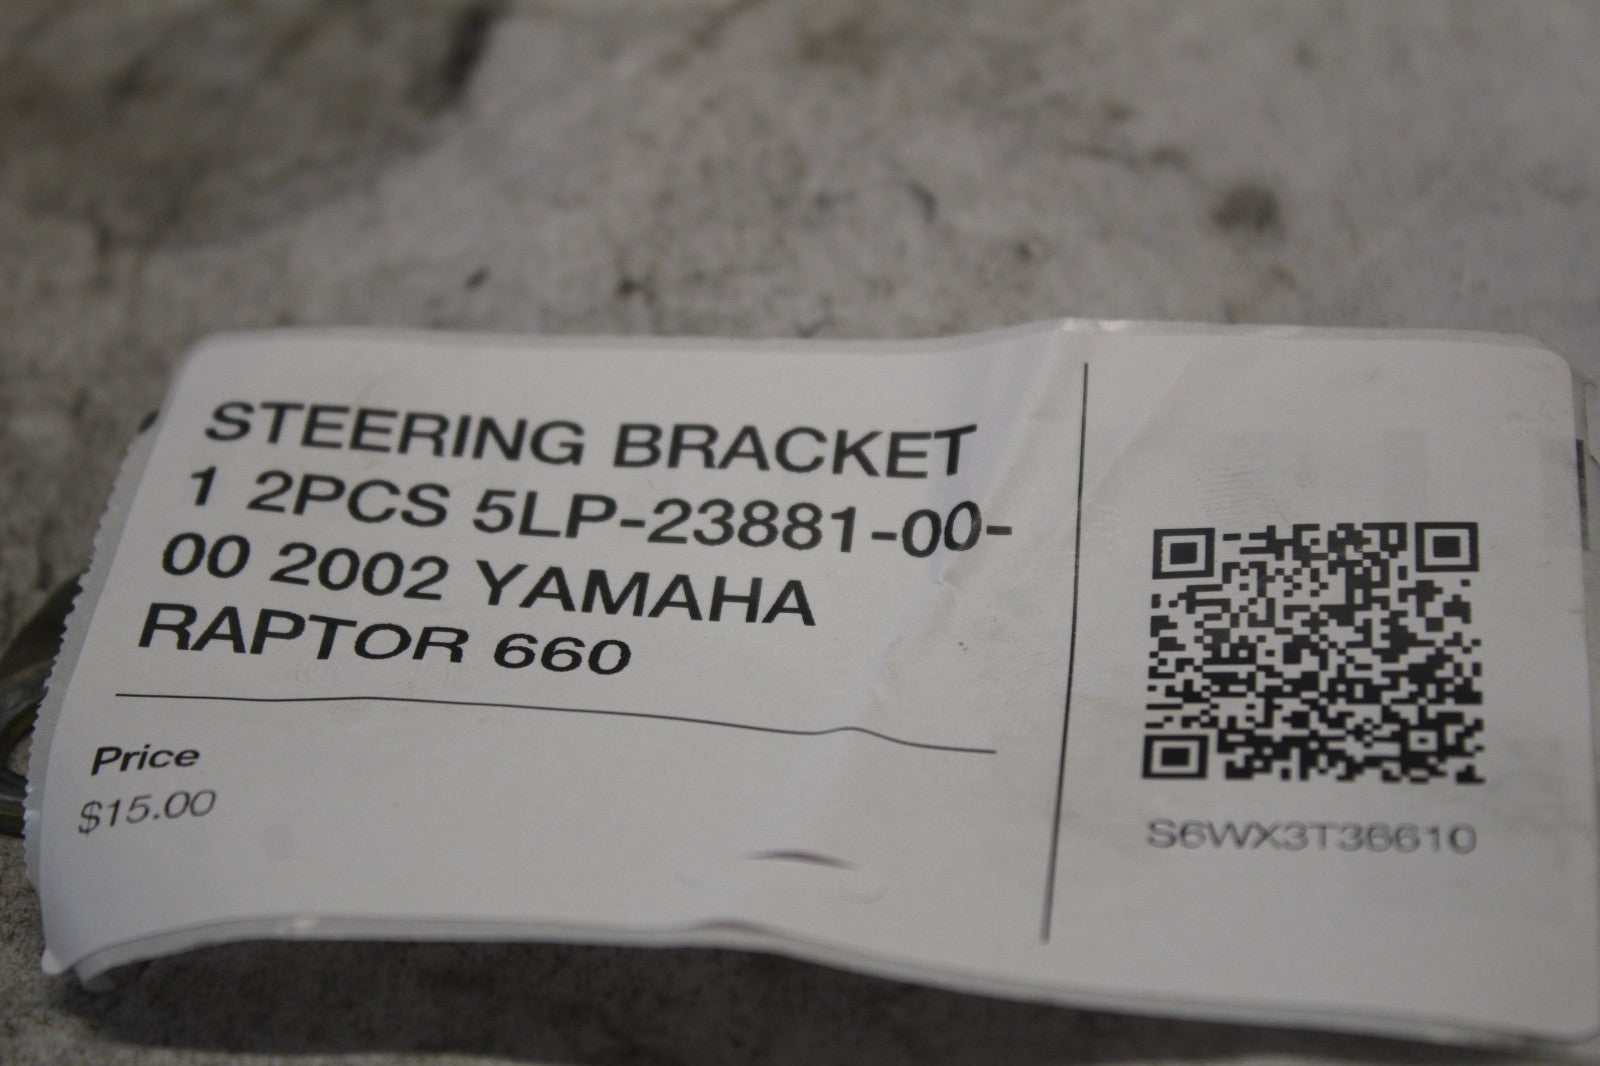 STEERING BRACKET
1 2PCS 5LP-23881-00-
00 2002 YAMAHA
RAPTOR 660
Price
$15.00
S6WX3T36610